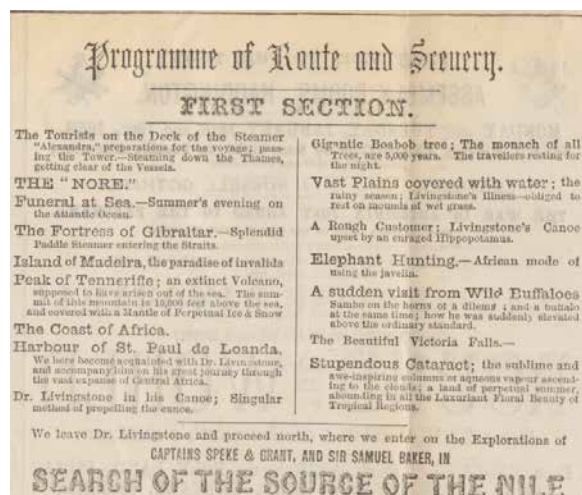 Programme of Route and Scenery.
FIRST SECTION.
The Tourists on the Deck of the Steamer
"Alexandra," preparations for the voyage; pass-
ing the Tower.—Steaming down the Thames,
getting clear of the Vessels.
THE "NORE."
Funeral at Sea.—Summer's evening on
the Atlantic Ocean.
The Fortress of Gibraltar.—Splendid
Paddle Steamer entering the Straits.
Island of Madeira, the paradise of invalids
Peak of Tenneriffe; an extinct Volcano,
supposed to have arisen out of the sea. The sum-
mit of this mountain is 13,000 feet above the sea,
and covered with a Mantle of Perpetual Ice & Snow
The Coast of Africa.
Harbour of St. Paul de Loanda.
We here become acquainted with Dr. Livingstone,
and accompany him on his great journey through
the vast expanse of Central Africa.
Dr. Livingstone in his Canoe; Singular
method of propelling the canoe.
Gigantic Boabob tree; The monach of all
Trees, age 5,000 years. The travellers resting for
the night.
Vast Plains covered with water; the
rainy season; Livingstone's Illness—obliged to
rest on mounds of wet grass.
A Rough Customer; Livingstone's Canoe
upset by an enraged Hippopotamus.
Elephant Hunting.—African mode of
using the javelin.
A sudden visit from Wild Buffaloes
Sambo on the horns of a dilema; and a buffalo
at the same time; how he was suddenly elevated
above the ordinary standard.
The Beautiful Victoria Falls.—
Stupendous Cataract; the sublime and
awe-inspiring columns of aqueous vapour ascend-
ing to the clouds; a land of perpetual summer,
abounding in all the Luxuriant Floral Beauty of
Tropical Regions.
We leave Dr. Livingstone and proceed north, where we enter on the Explorations of
CAPTAINS SPEKE & GRANT, AND SIR SAMUEL BAKER, IN
SEARCH OF THE SOURCE OF THE NILE